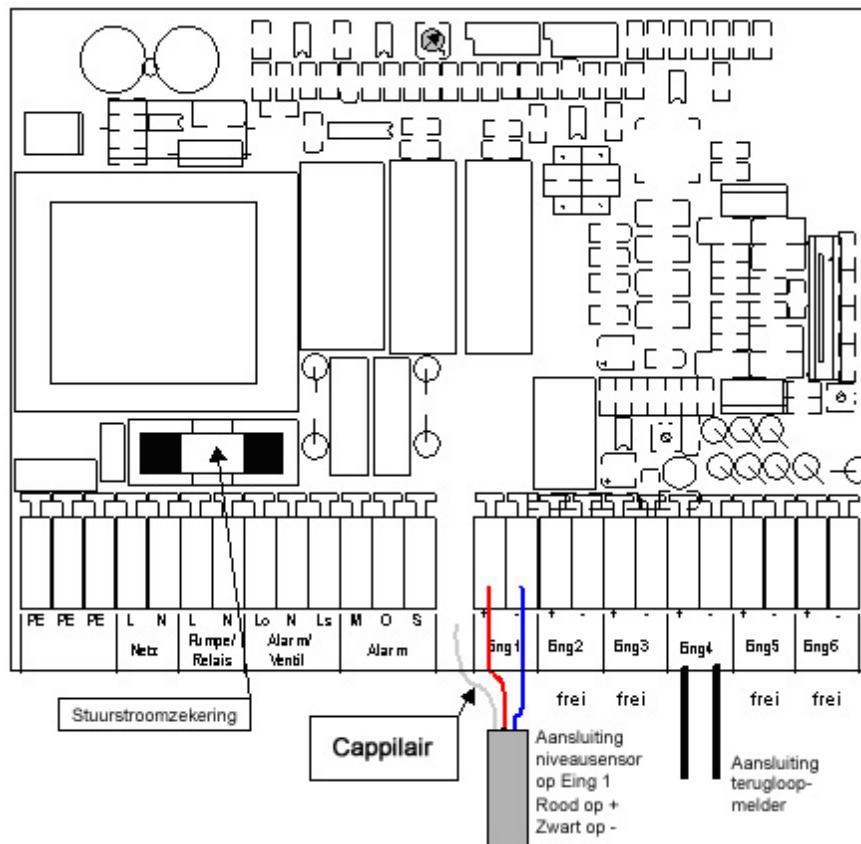 + - + - + - + - + - + -
PE PE PE L N L N Lo N Ls M O S
Netz
Pumpe/
Relais
Alarm/
Ventil
Alarm
Eing1 Eing2 Eing3 Eing4 Eing5 Eing6
frei frei frei frei
Stuurstroomzekering
Cappilair
Aansluiting
niveausensor
op Eing 1
Rood op +
Zwart op -
Aansluiting
terugloop-
melder